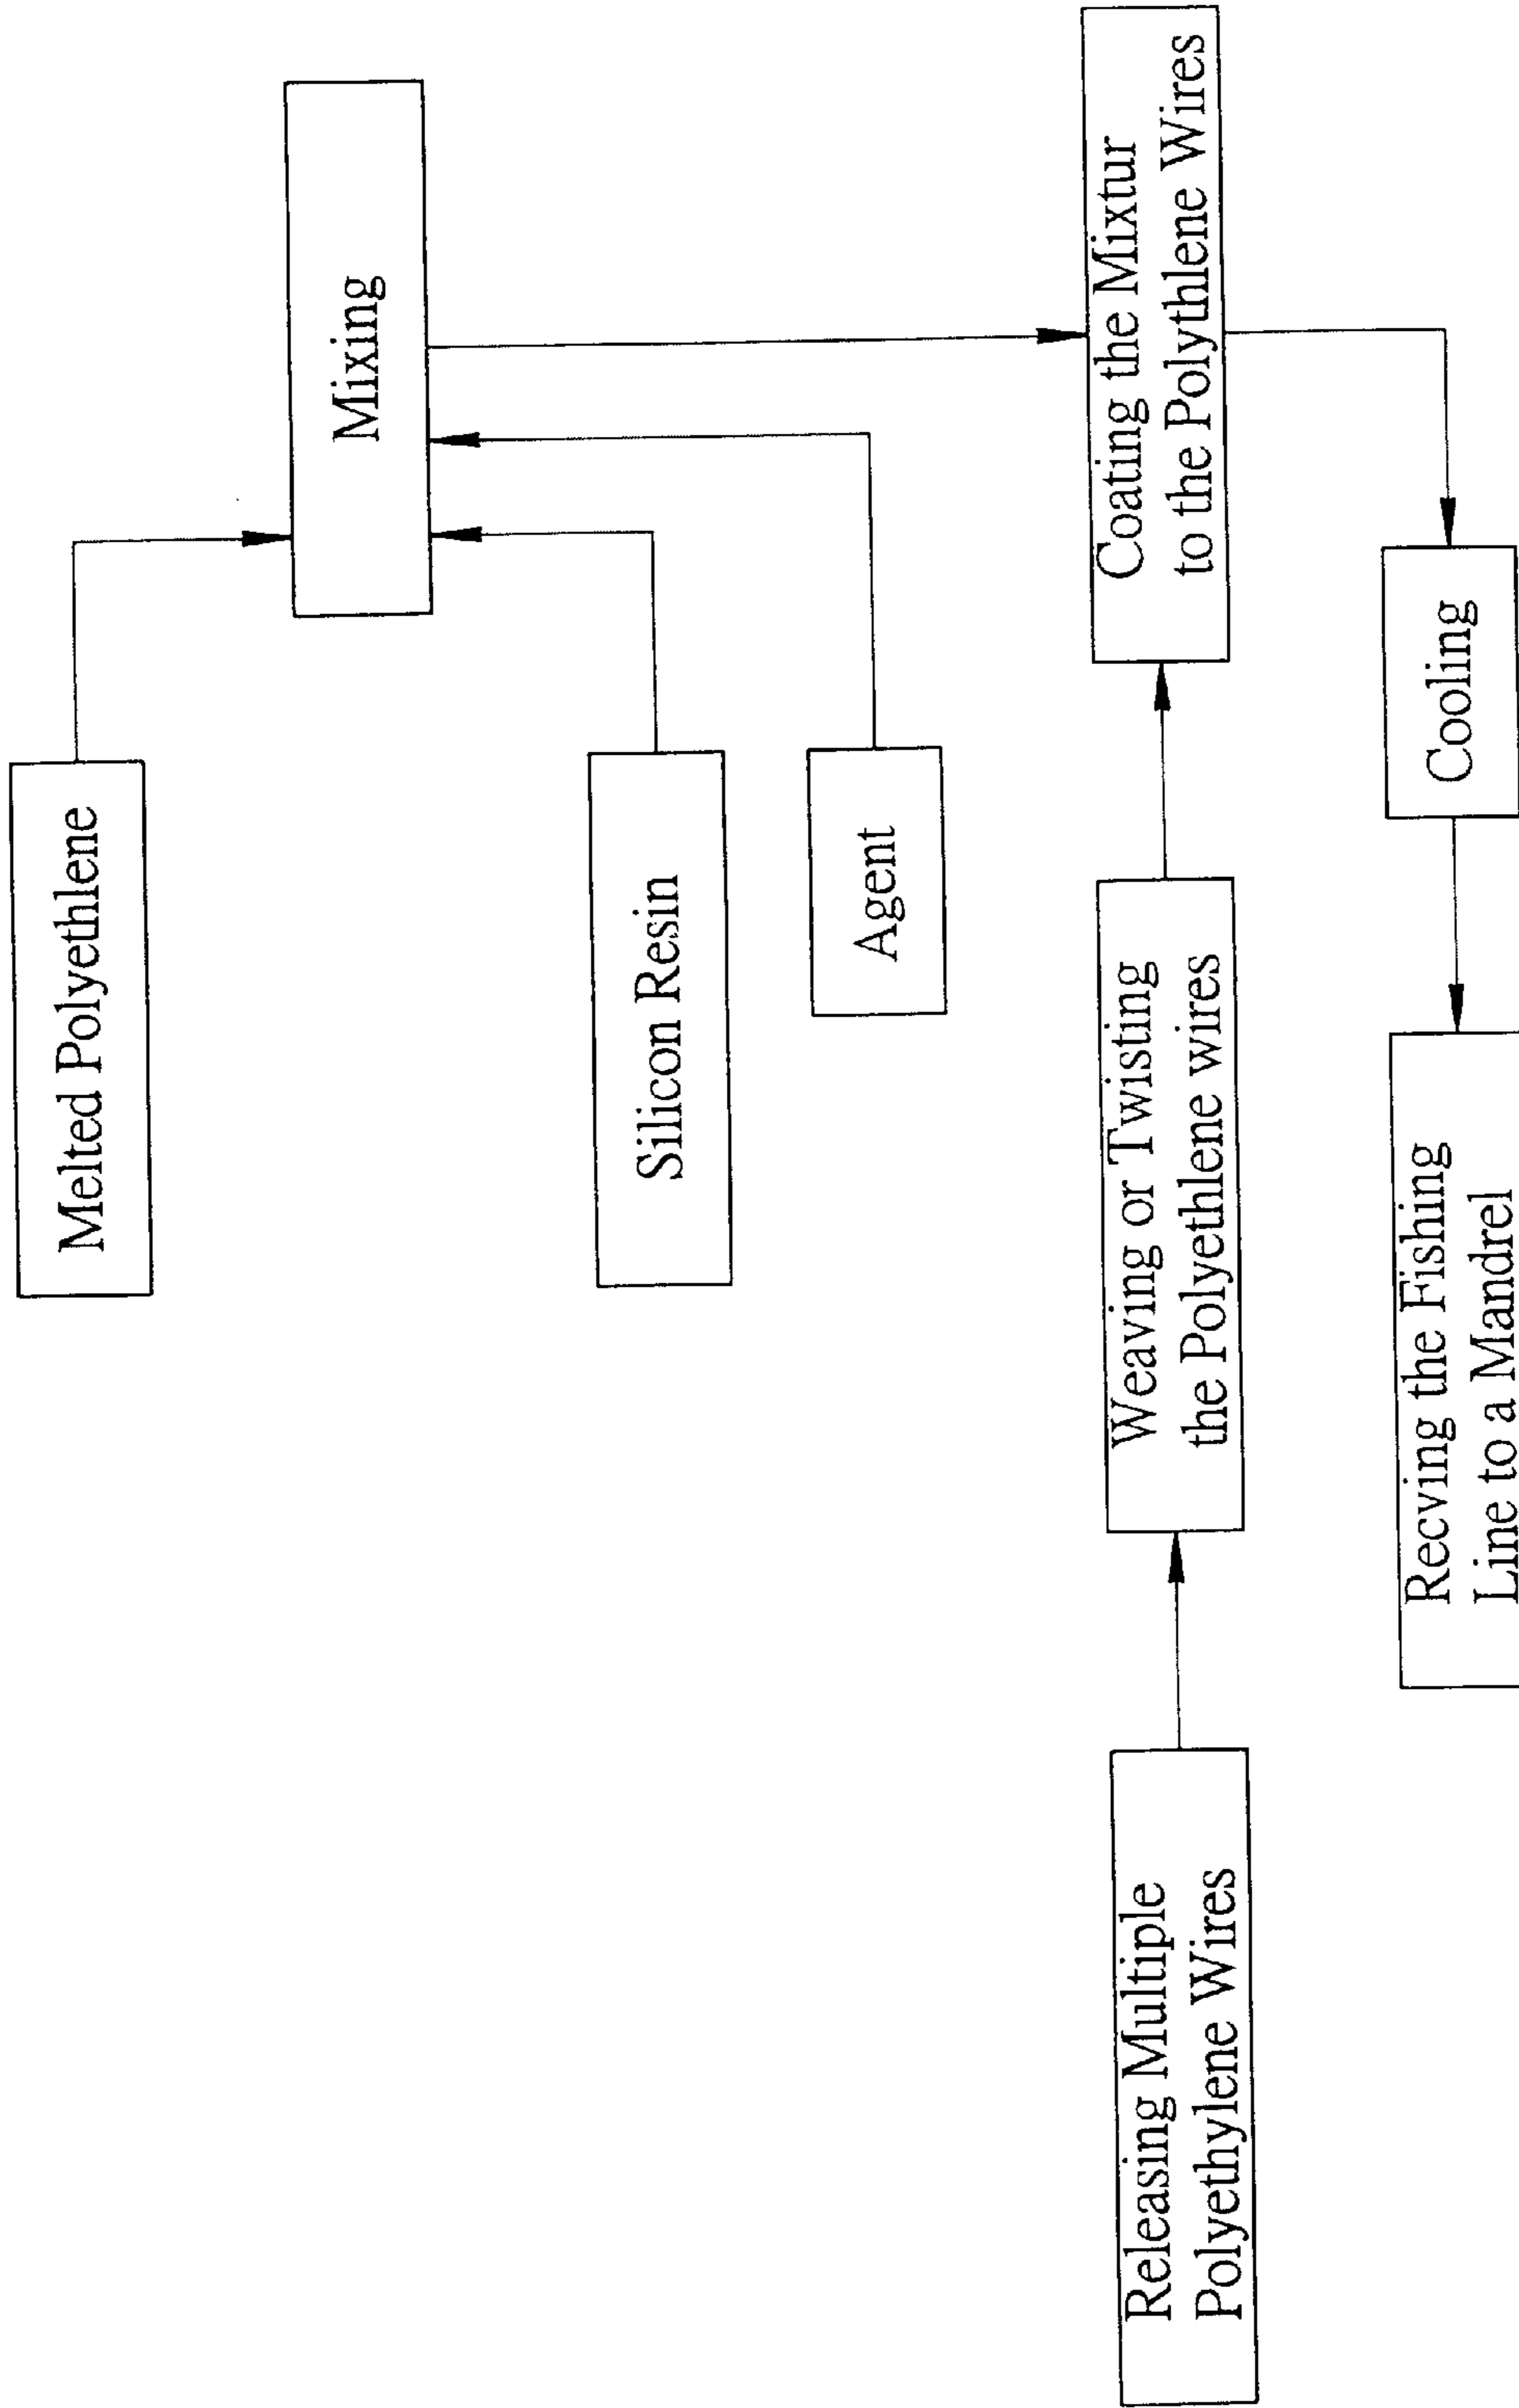 Melted Polyethlene
Mixing
Silicon Resin
Agent
Releasing Multiple
Polyethylene Wires
Weaving or Twisting
the Polyethlene wires
Coating the Mixtur
to the Polythlene Wires
Cooling
Recving the Fishing
Line to a Mandrel